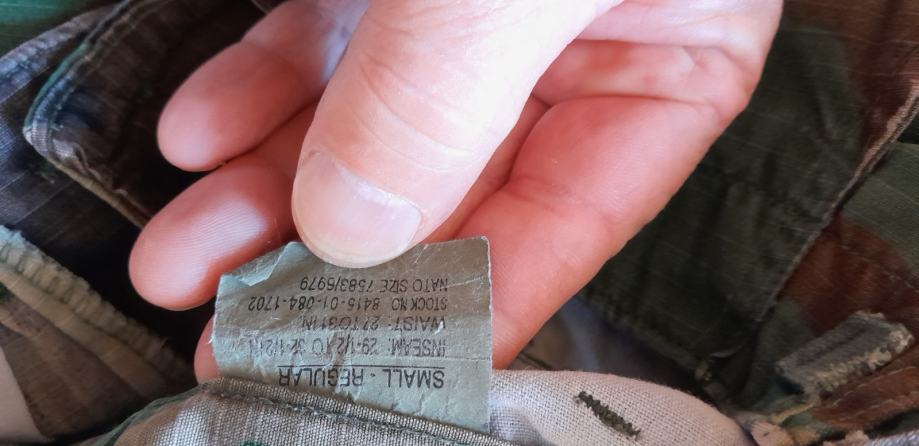 SMALL - REGULAR
INSEAM: 29-1/2 TO 32-1/2 IN
WAIST: 27 TO 31 IN
STOCK NO. 8415-01-084-1702
NATO SIZE 7583/5979